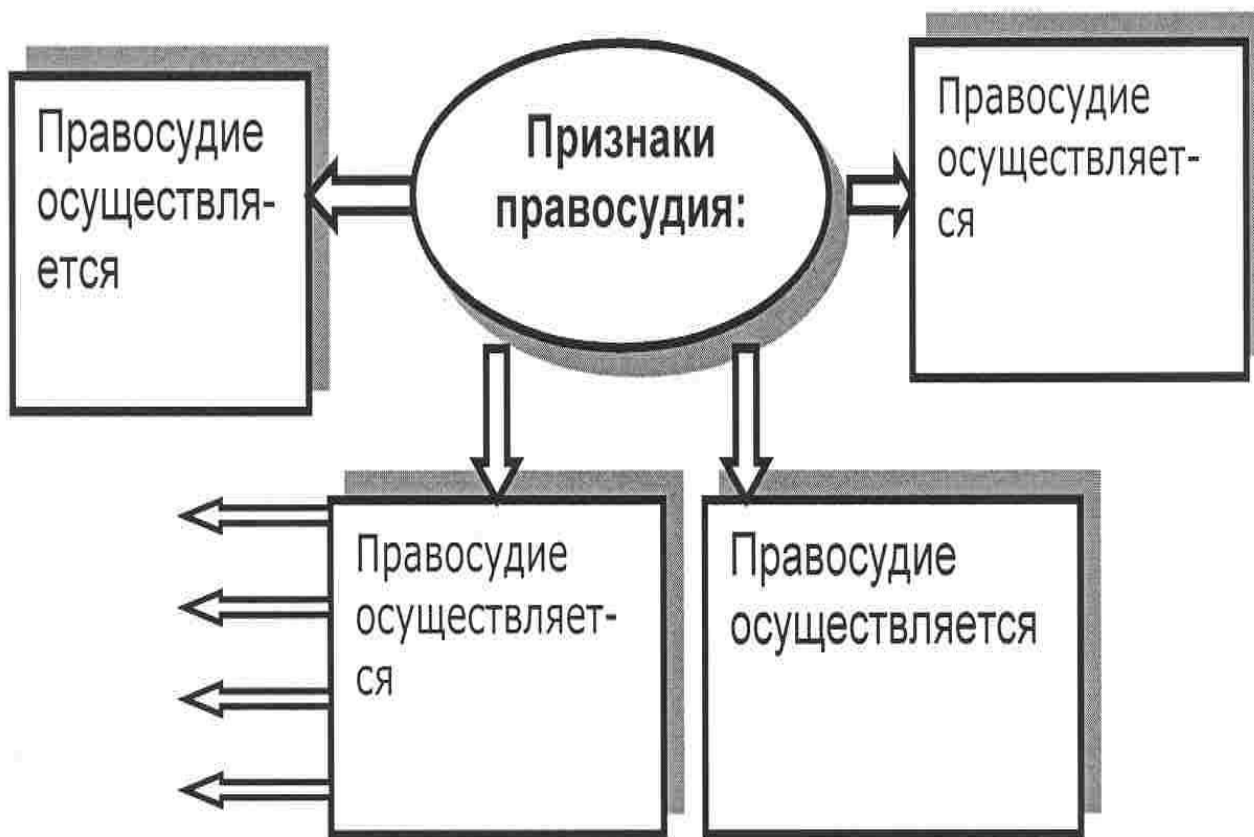 Признаки
правосудия:
Правосудие
осуществля-
ется
Правосудие
осуществляет-
ся
Правосудие
осуществляет-
ся
Правосудие
осуществляется